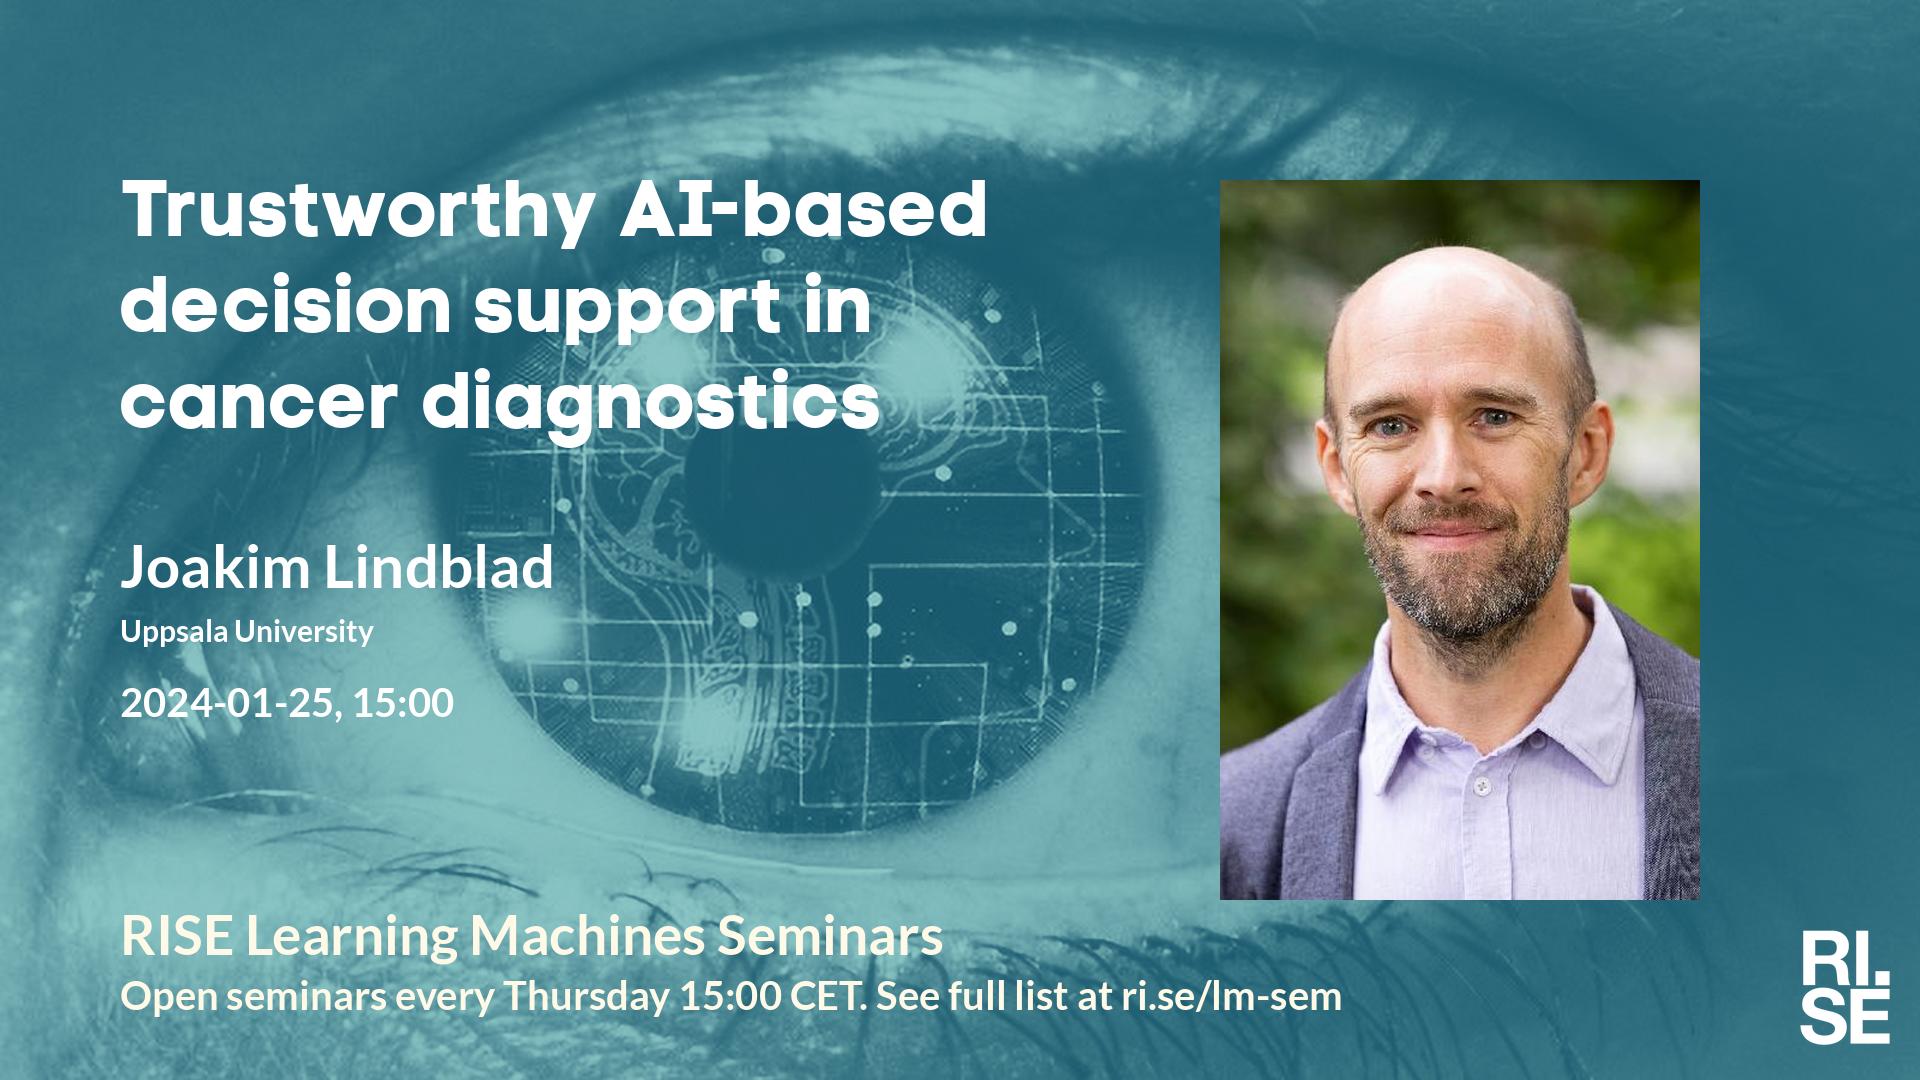 Trustworthy AI-based
decision support in
cancer diagnostics
Joakim Lindblad
Uppsala University
2024-01-25, 15:00
RISE Learning Machines Seminars
Open seminars every Thursday 15:00 CET. See full list at ri.se/lm-sem
RI.
SE